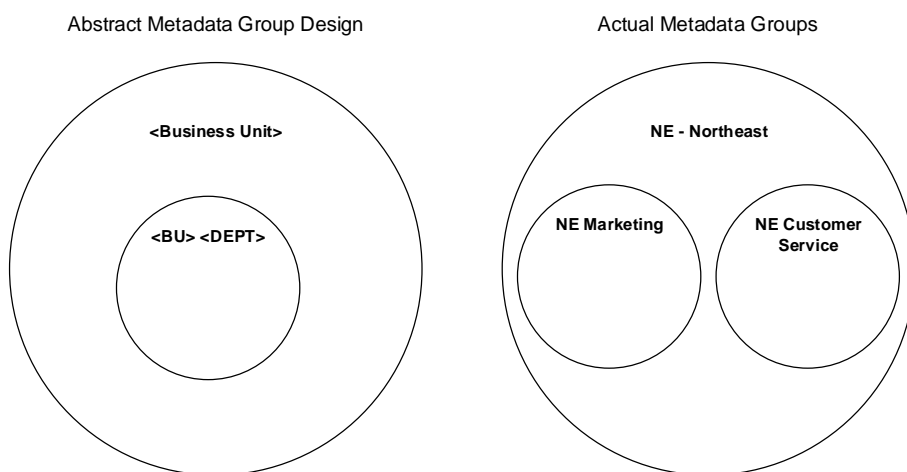 Abstract Metadata Group Design
Actual Metadata Groups
<Business Unit>
NE - Northeast
<BU> <DEPT>
NE Marketing
NE Customer
Service